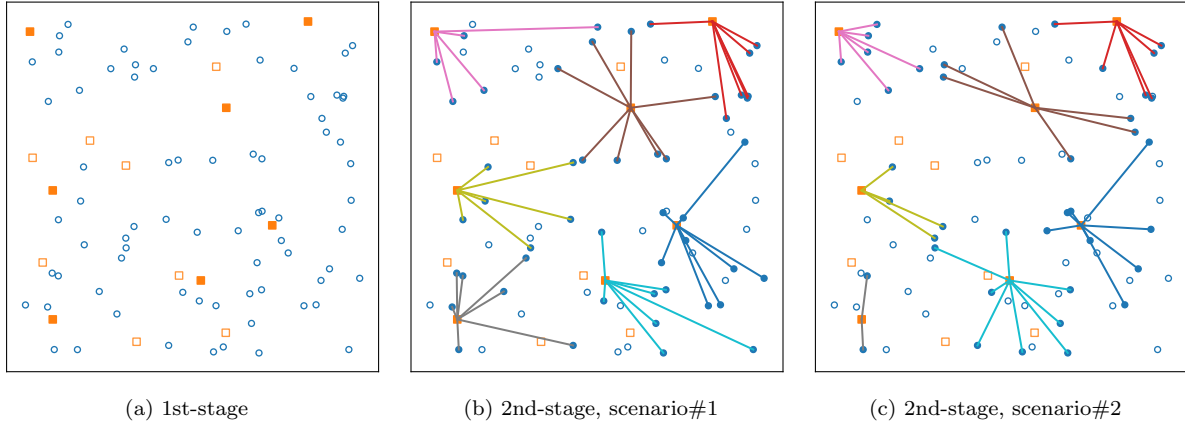 (a) 1st-stage
(b) 2nd-stage, scenario#1
(c) 2nd-stage, scenario#2